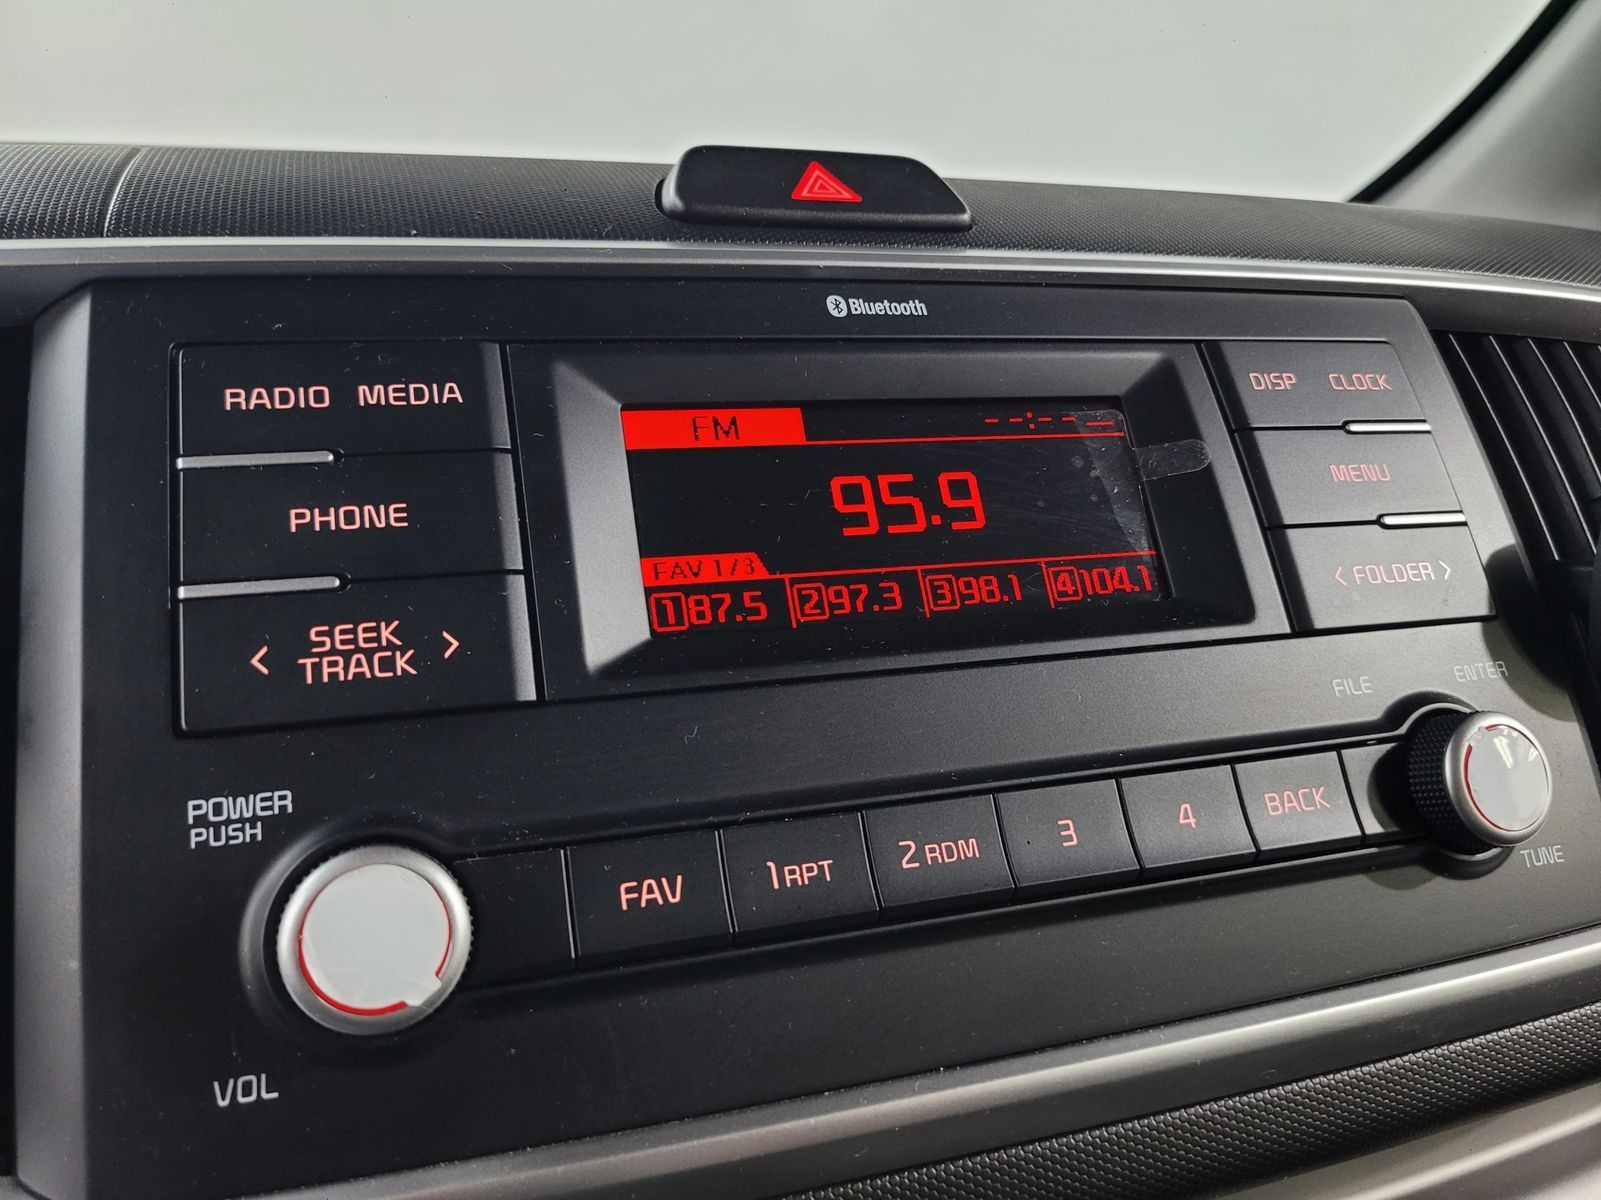 Bluetooth
RADIO MEDIA
PHONE
< SEEK TRACK >
FM --:-- --
95.9
FAV 1/3
1 87.5 2 97.3 3 98.1 4 104.1
DISP CLOCK
MENU
< FOLDER >
FILE ENTER
TUNE
POWER
PUSH
VOL
FAV 1 RPT 2 RDM 3 4 BACK